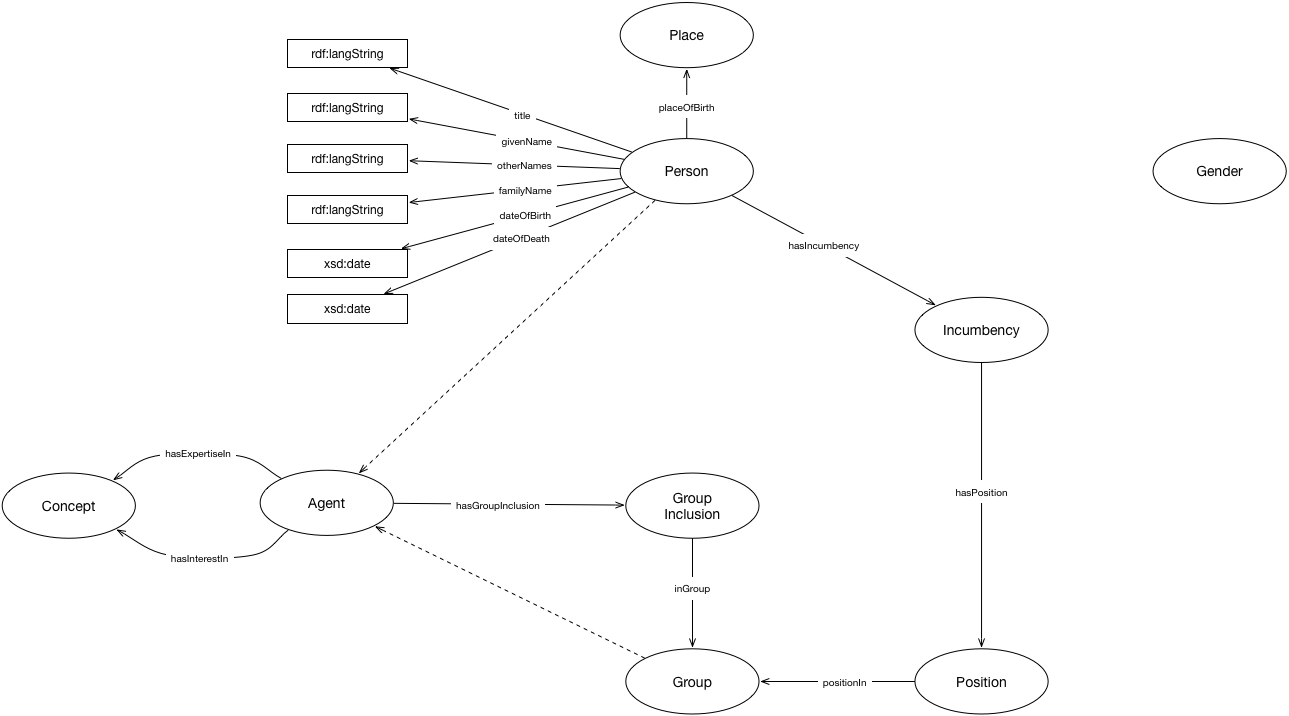 Place
rdf:langString
rdf:langString
placeOfBirth
title
givenName
rdf:langString
otherNames
Person
Gender
familyName
rdf:langString
dateOfBirth
dateOfDeath
hasIncumbency
xsd:date
xsd:date
Incumbency
hasExpertiseIn
Concept
Agent
hasGroupInclusion
Group
Inclusion
hasPosition
hasInterestIn
inGroup
Group
positionIn
Position